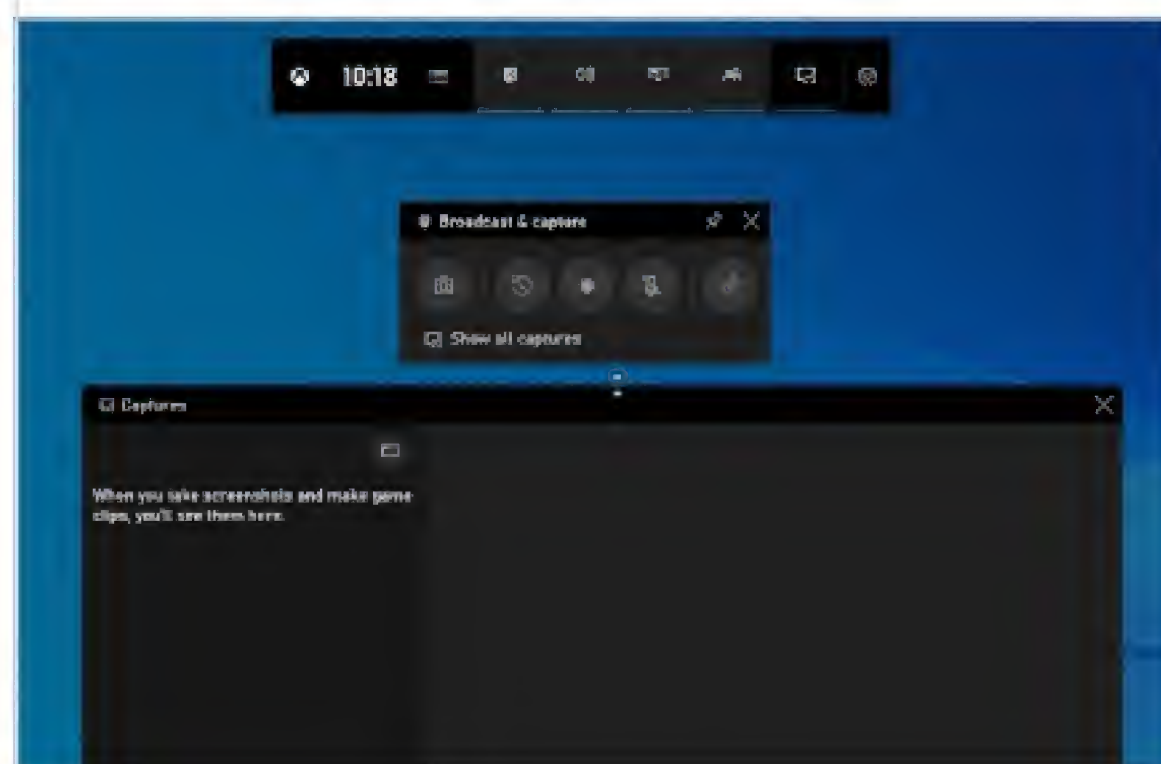 10:18
Broadcast & capture
Show all captures
Captures
When you take screenshots and make game
clips, you'll see them here.